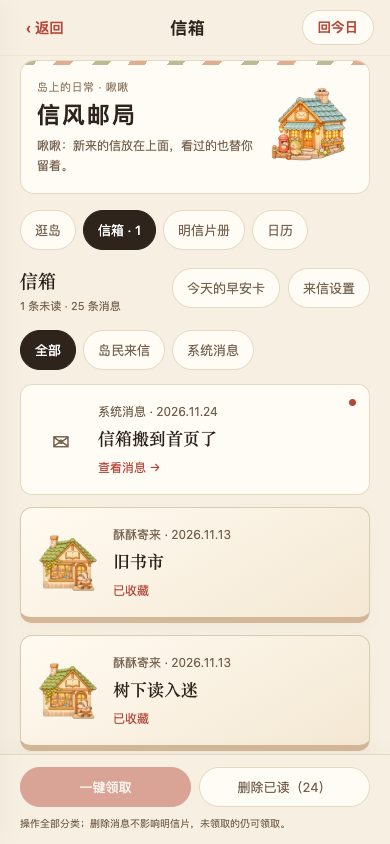 ‹ 返回
信箱
回今日
岛上的日常 · 啾啾
信风邮局
啾啾：新来的信放在上面，看过的也替你
留着。
逛岛
信箱 · 1
明信片册
日历
信箱
1 条未读 · 25 条消息
今天的早安卡
来信设置
全部
岛民来信
系统消息
系统消息 · 2026.11.24
信箱搬到首页了
查看消息 →
酥酥寄来 · 2026.11.13
旧书市
已收藏
酥酥寄来 · 2026.11.13
树下读入迷
已收藏
一键领取
删除已读（24）
操作全部分类；删除消息不影响明信片，未领取的仍可领取。